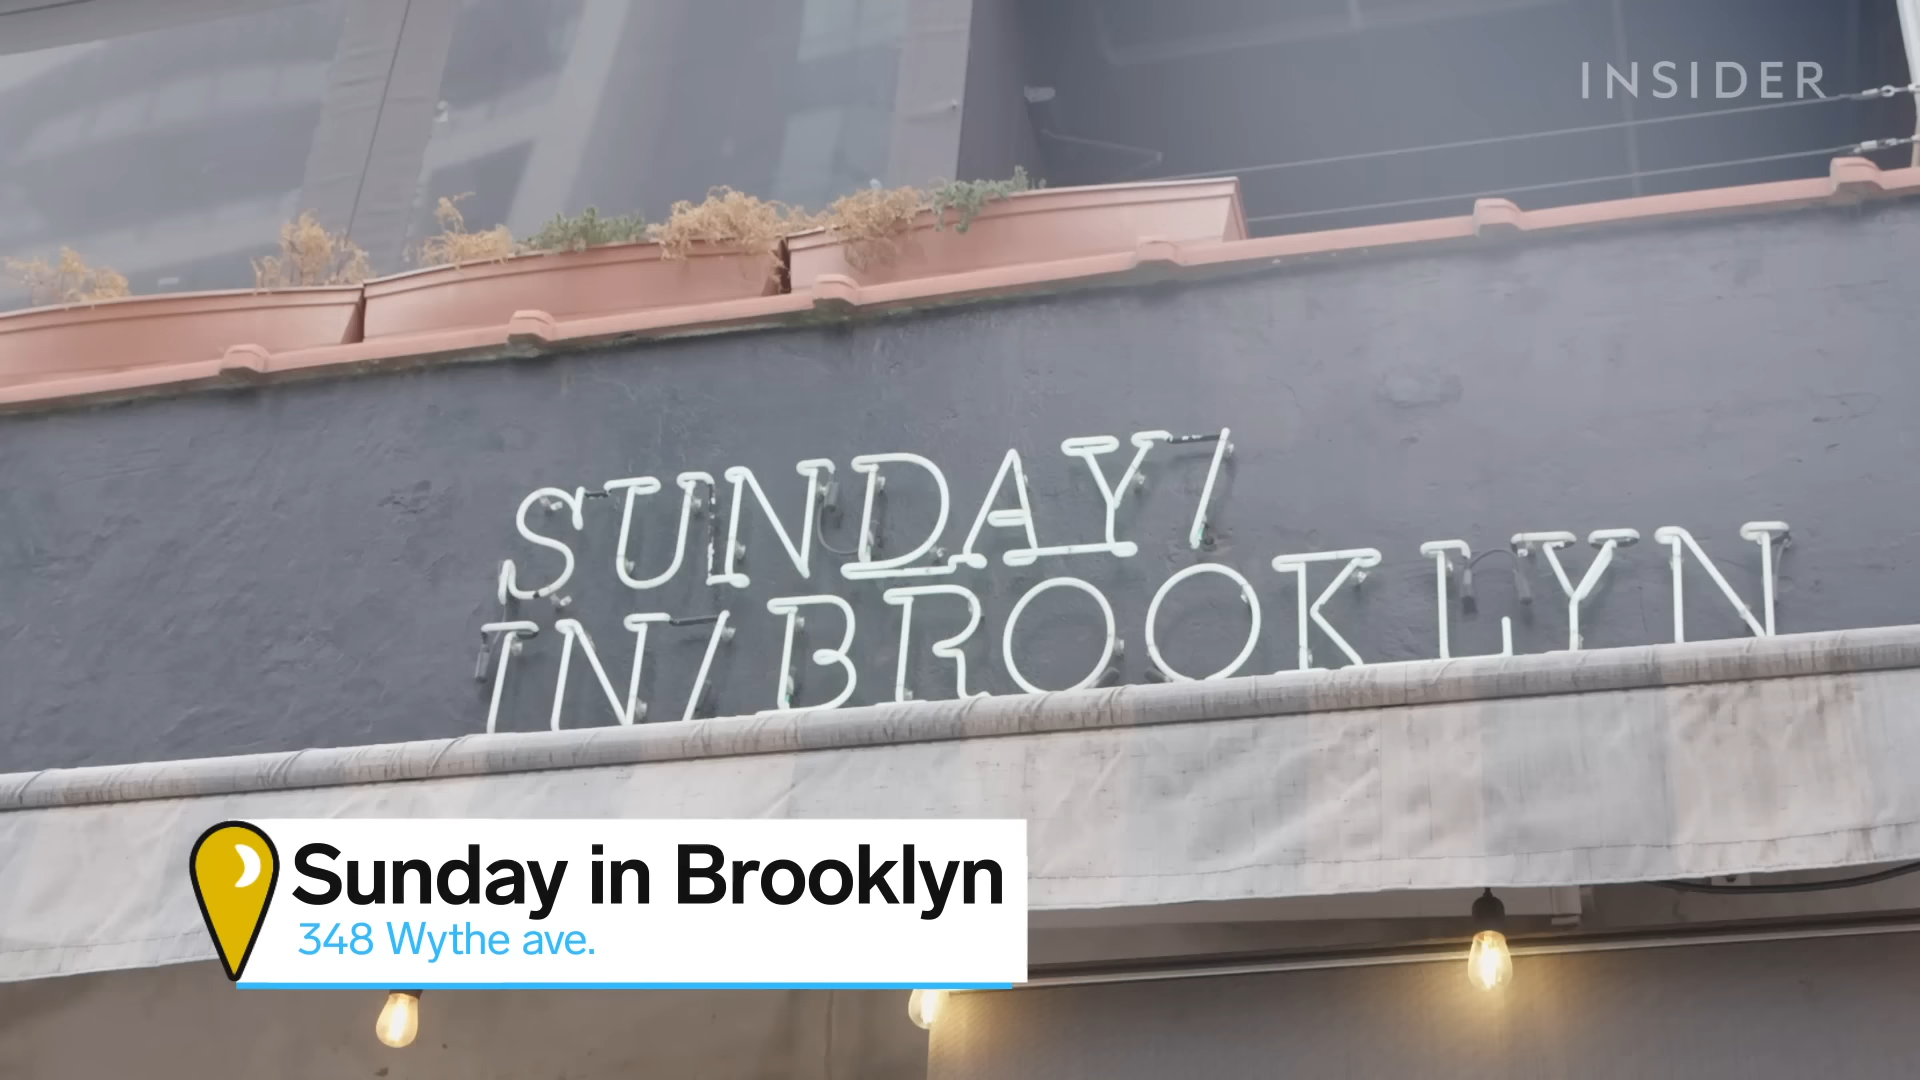 INSIDER
SUNDAY/
IN/BROOKLYN
Sunday in Brooklyn
348 Wythe ave.